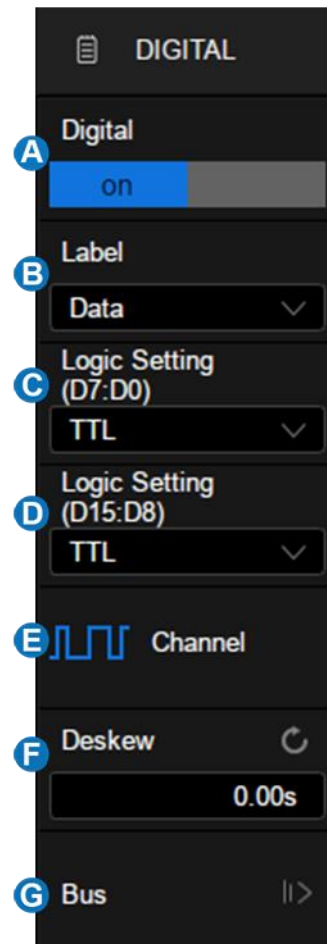 DIGITAL
Digital
A
on
Label
B
Data
Logic Setting
C
(D7:D0)
TTL
Logic Setting
D
(D15:D8)
TTL
E
Channel
F
Deskew
0.00s
G
Bus